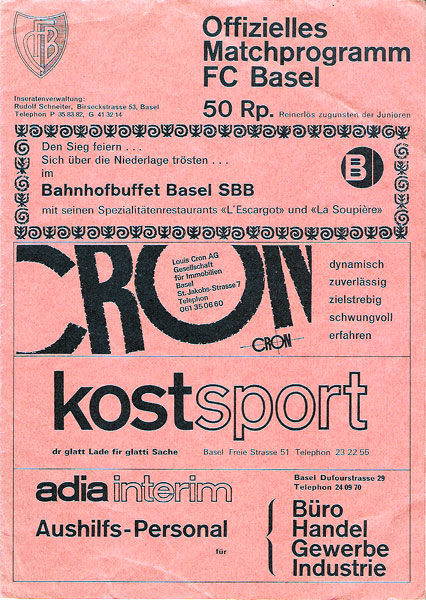 FCB
Offizielles
Matchprogramm
FC Basel
50 Rp. Reinerlös zugunsten der Junioren
Inseratenverwaltung:
Rudolf Schneiter, Birseckstrasse 53, Basel
Telephon P 35 83 82, G 41 32 14
Den Sieg feiern . . .
Sich über die Niederlage trösten . . .
im
Bahnhofbuffet Basel SBB
mit seinen Spezialitätenrestaurants «L'Escargot» und «La Soupière»
B
CRON
Louis Cron AG
Gesellschaft
für Immobilien
Basel
St. Jakobs-Strasse 7
Telephon
061 35 06 60
CRON
dynamisch
zuverlässig
zielstrebig
schwungvoll
erfahren
kostsport
dr glatt Lade fir glatti Sache Basel Freie Strasse 51 Telephon 23 22 55
adia interim
Basel Dufourstrasse 29
Telephon 24 09 70
Aushilfs-Personal
für
Büro
Handel
Gewerbe
Industrie